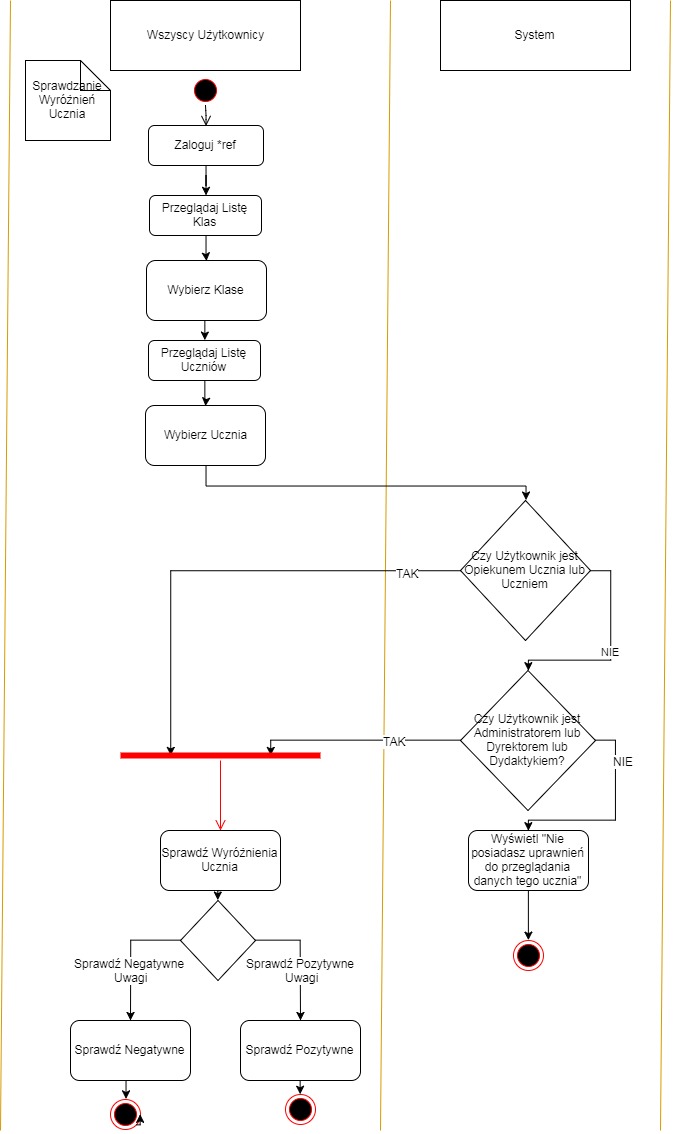 Wszyscy Użytkownicy
System
Sprawdzanie
Wyróżnień
Ucznia
Zaloguj *ref
Przeglądaj Listę
Klas
Wybierz Klase
Przeglądaj Listę
Uczniów
Wybierz Ucznia
Czy Użytkownik jest
Opiekunem Ucznia lub
Uczniem
TAK
NIE
Czy Użytkownik jest
Administratorem lub
Dyrektorem lub
Dydaktykiem?
TAK
NIE
Sprawdź Wyróżnienia
Ucznia
Wyświetl "Nie
posiadasz uprawnień
do przeglądania
danych tego ucznia"
Sprawdź Negatywne
Uwagi
Sprawdź Pozytywne
Uwagi
Sprawdź Negatywne
Sprawdź Pozytywne